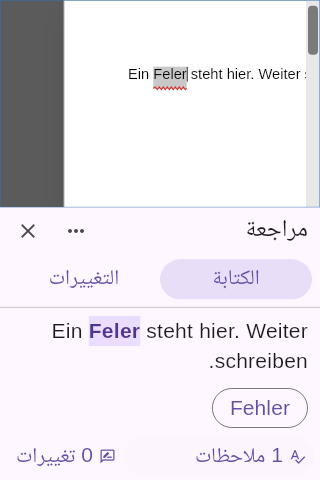 Ein Feler steht hier. Weiter
مراجعة
الكتابة
التغييرات
Ein Feler steht hier. Weiter
schreiben.
Fehler
1 ملاحظات
0 تغييرات